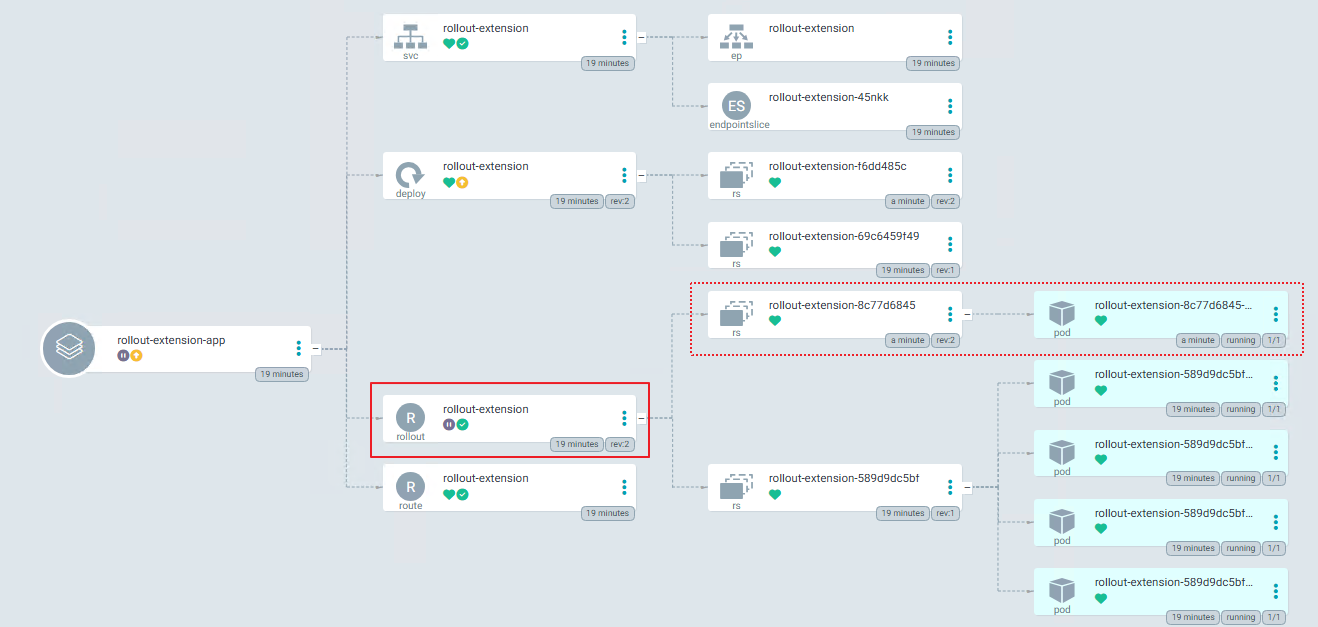 rollout-extension-app
19 minutes
rollout-extension
svc
19 minutes
rollout-extension
ep
19 minutes
ES
rollout-extension-45nkk
endpointslice
19 minutes
rollout-extension
deploy
19 minutes rev:2
rollout-extension-f6dd485c
rs
a minute rev:2
rollout-extension-69c6459f49
rs
19 minutes rev:1
R
rollout-extension
rollout
19 minutes rev:2
rollout-extension-8c77d6845
rs
a minute rev:2
rollout-extension-8c77d6845-...
pod
a minute running 1/1
rollout-extension-589d9dc5bf
rs
19 minutes rev:1
rollout-extension-589d9dc5bf...
pod
19 minutes running 1/1
rollout-extension-589d9dc5bf...
pod
19 minutes running 1/1
rollout-extension-589d9dc5bf...
pod
19 minutes running 1/1
rollout-extension-589d9dc5bf...
pod
19 minutes running 1/1
R
rollout-extension
route
19 minutes